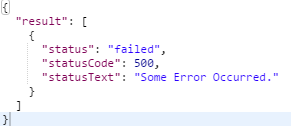 {
  "result": [
    {
      "status": "failed",
      "statusCode": 500,
      "statusText": "Some Error Occurred."
    }
  ]
}